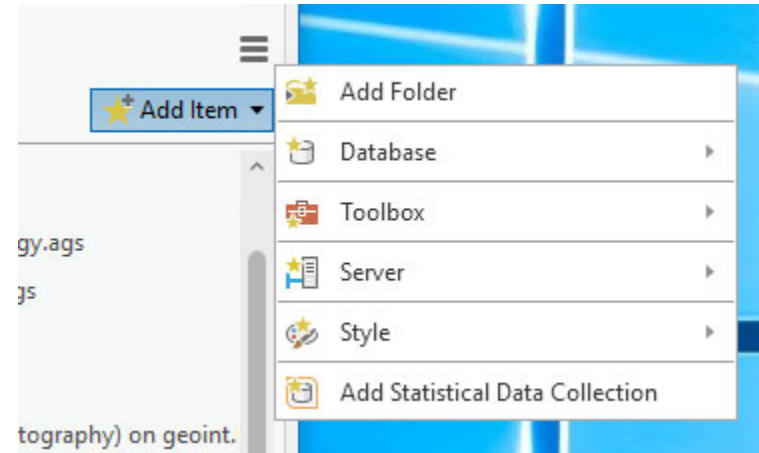 Add Item
Add Folder
Database
Toolbox
gy.ags
Server
gs
Style
Add Statistical Data Collection
tography) on geoint.